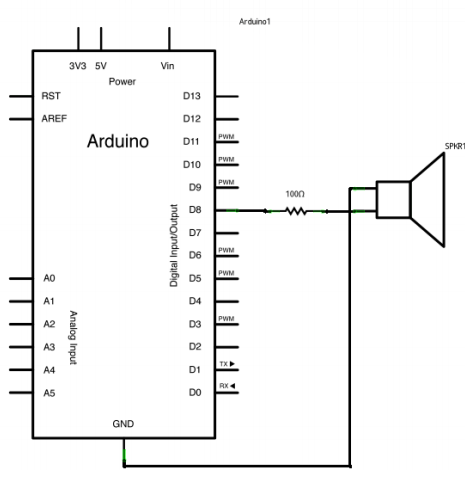 Arduino1
3V3 5V Vin
Power
RST
AREF
Arduino
D13
D12
D11 PWM
D10 PWM
D9 PWM
D8
D7
D6 PWM
D5 PWM
D4
D3 PWM
D2
D1 TX ▶
D0 RX ◀
Digital Input/Output
A0
A1
A2
A3
A4
A5
Analog Input
GND
100Ω
SPKR1